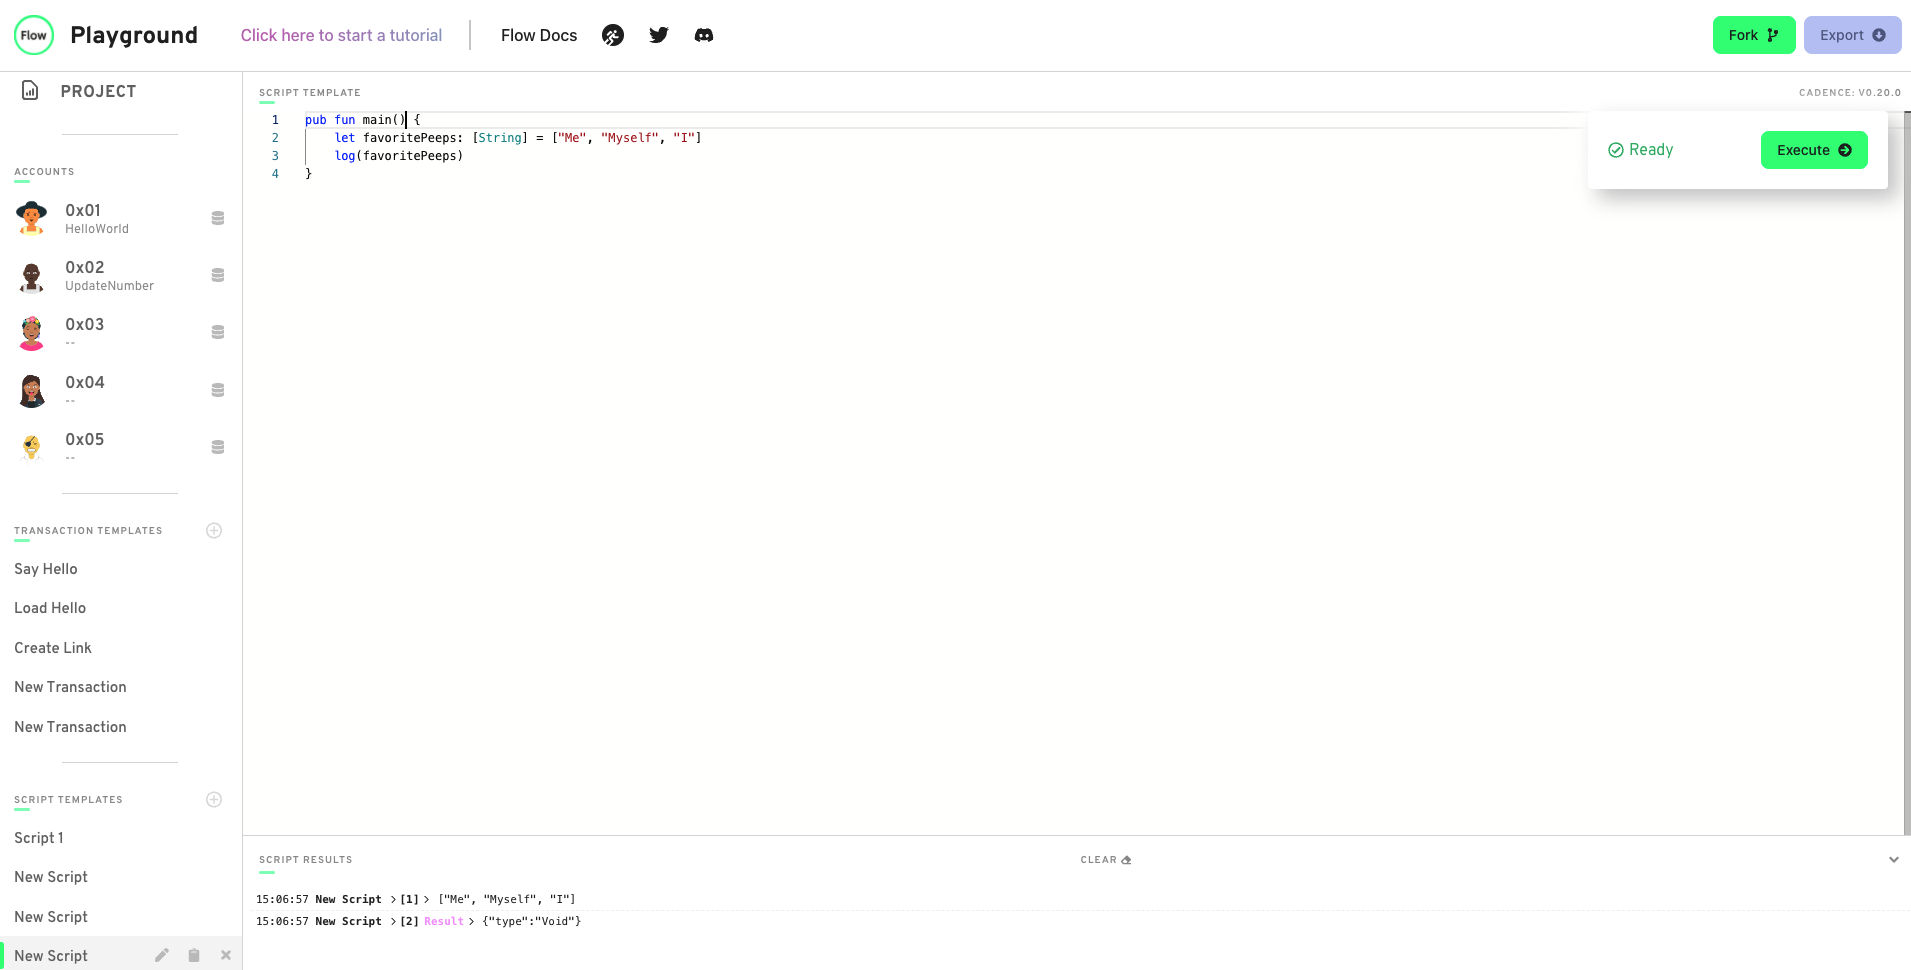 Flow Playground Click here to start a tutorial Flow Docs Fork Export
PROJECT
ACCOUNTS
0x01
HelloWorld
0x02
UpdateNumber
0x03
--
0x04
--
0x05
--
TRANSACTION TEMPLATES
Say Hello
Load Hello
Create Link
New Transaction
New Transaction
SCRIPT TEMPLATES
Script 1
New Script
New Script
New Script
SCRIPT TEMPLATE CADENCE: V0.20.0
1 pub fun main() {
2 let favoritePeeps: [String] = ["Me", "Myself", "I"]
3 log(favoritePeeps)
4 }
Ready Execute
SCRIPT RESULTS CLEAR
15:06:57 New Script > [1] > ["Me", "Myself", "I"]
15:06:57 New Script > [2] Result > {"type":"Void"}